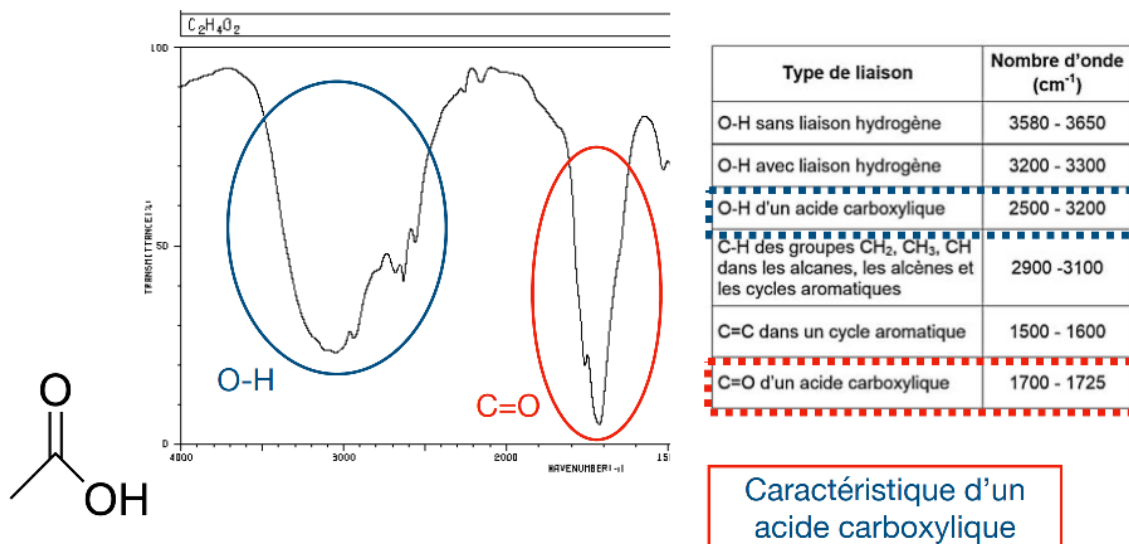 C₂H₄O₂
100
50
0
TRANSMITTANCE(%)
4000
3000
2000
150
WAVENUMBER(-1)
O-H
C=O
O
OH
Type de liaison
Nombre d'onde
(cm⁻¹)
O-H sans liaison hydrogène
3580 - 3650
O-H avec liaison hydrogène
3200 - 3300
O-H d'un acide carboxylique
2500 - 3200
C-H des groupes CH₂, CH₃, CH
dans les alcanes, les alcènes et
les cycles aromatiques
2900 -3100
C=C dans un cycle aromatique
1500 - 1600
C=O d'un acide carboxylique
1700 - 1725
Caractéristique d'un
acide carboxylique